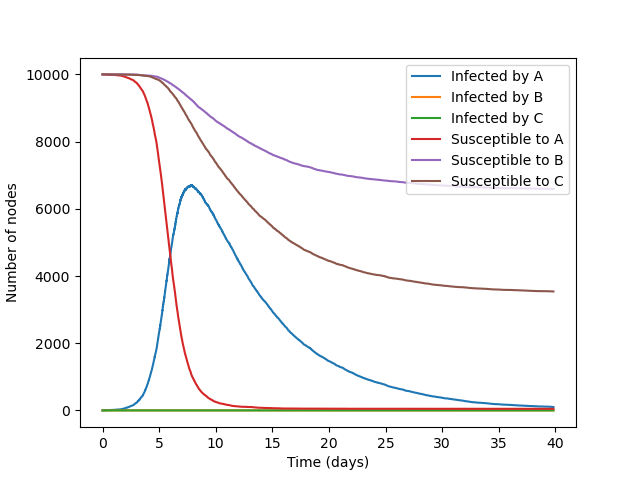 10000
8000
6000
4000
2000
0
Number of nodes
Infected by A
Infected by B
Infected by C
Susceptible to A
Susceptible to B
Susceptible to C
0 5 10 15 20 25 30 35 40
Time (days)